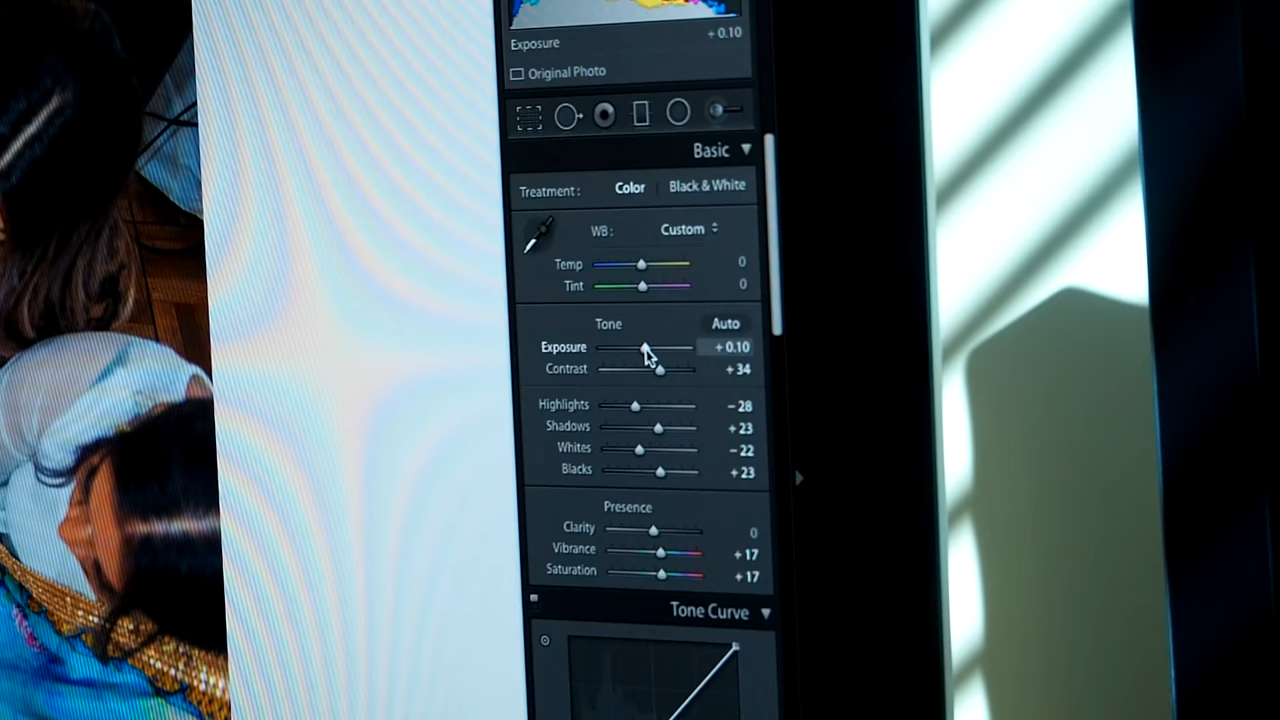 Exposure +0.10
Original Photo
Basic
Treatment: Color Black & White
WB: Custom
Temp 0
Tint 0
Tone Auto
Exposure +0.10
Contrast +34
Highlights -28
Shadows +23
Whites -22
Blacks +23
Presence
Clarity 0
Vibrance +17
Saturation +17
Tone Curve